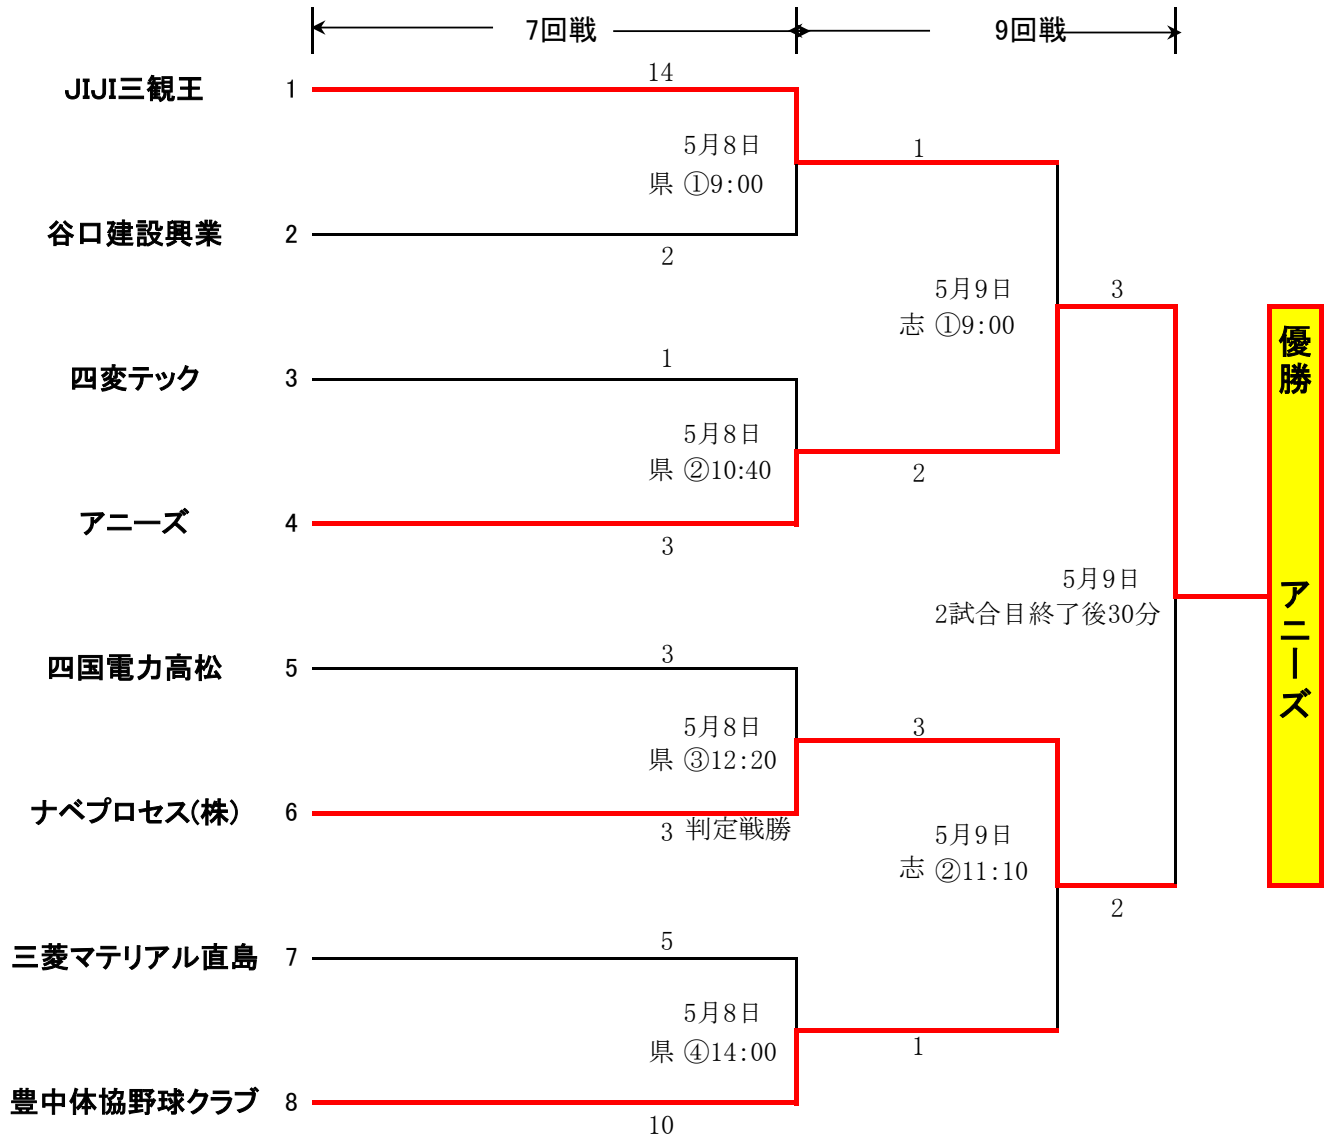 7回戦
9回戦
JIJI三観王 1
14
5月8日
県 ①9:00
谷口建設興業 2
2
1
5月9日
志 ①9:00
3
四変テック 3
1
5月8日
県 ②10:40
アニーズ 4
3
2
5月9日
2試合目終了後30分
優勝 アニーズ
四国電力高松 5
3
5月8日
県 ③12:20
ナベプロセス(株) 6
3 判定戦勝
3
5月9日
志 ②11:10
2
三菱マテリアル直島 7
5
5月8日
県 ④14:00
豊中体協野球クラブ 8
10
1